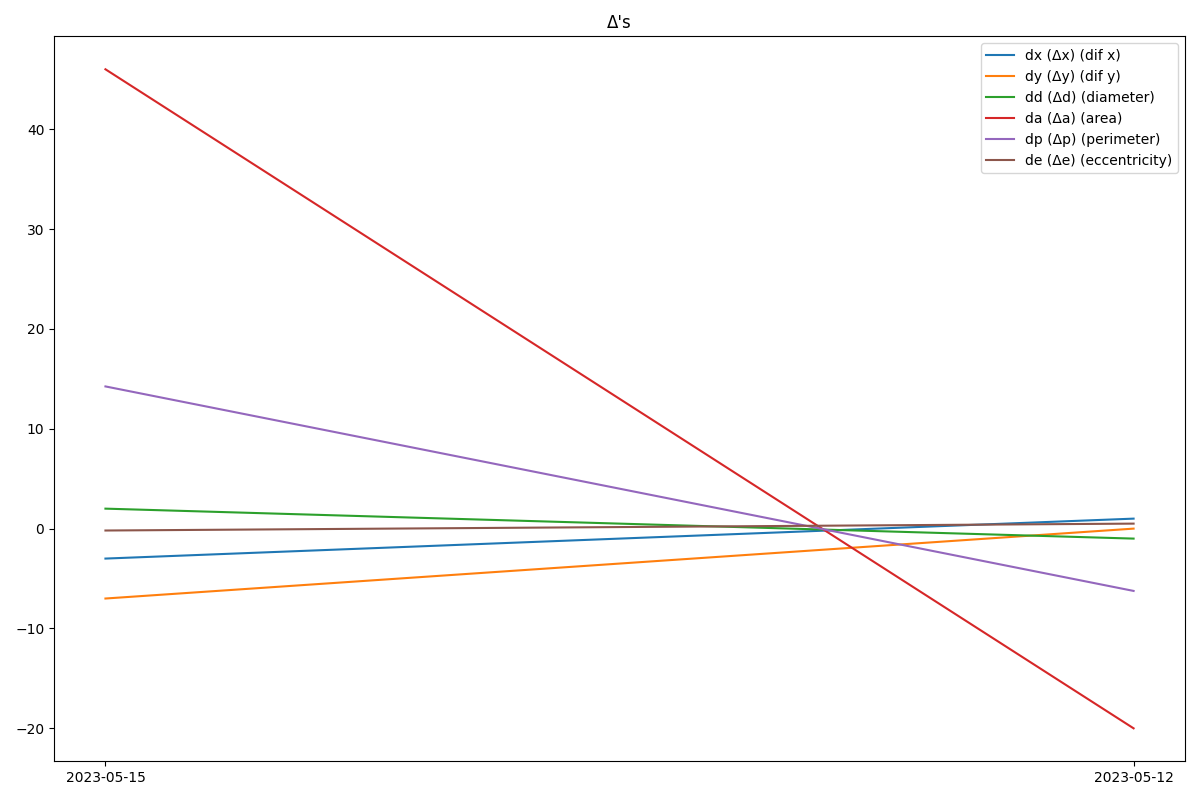 Δ's
dx (Δx) (dif x)
dy (Δy) (dif y)
dd (Δd) (diameter)
da (Δa) (area)
dp (Δp) (perimeter)
de (Δe) (eccentricity)
40
30
20
10
0
−10
−20
2023-05-15
2023-05-12